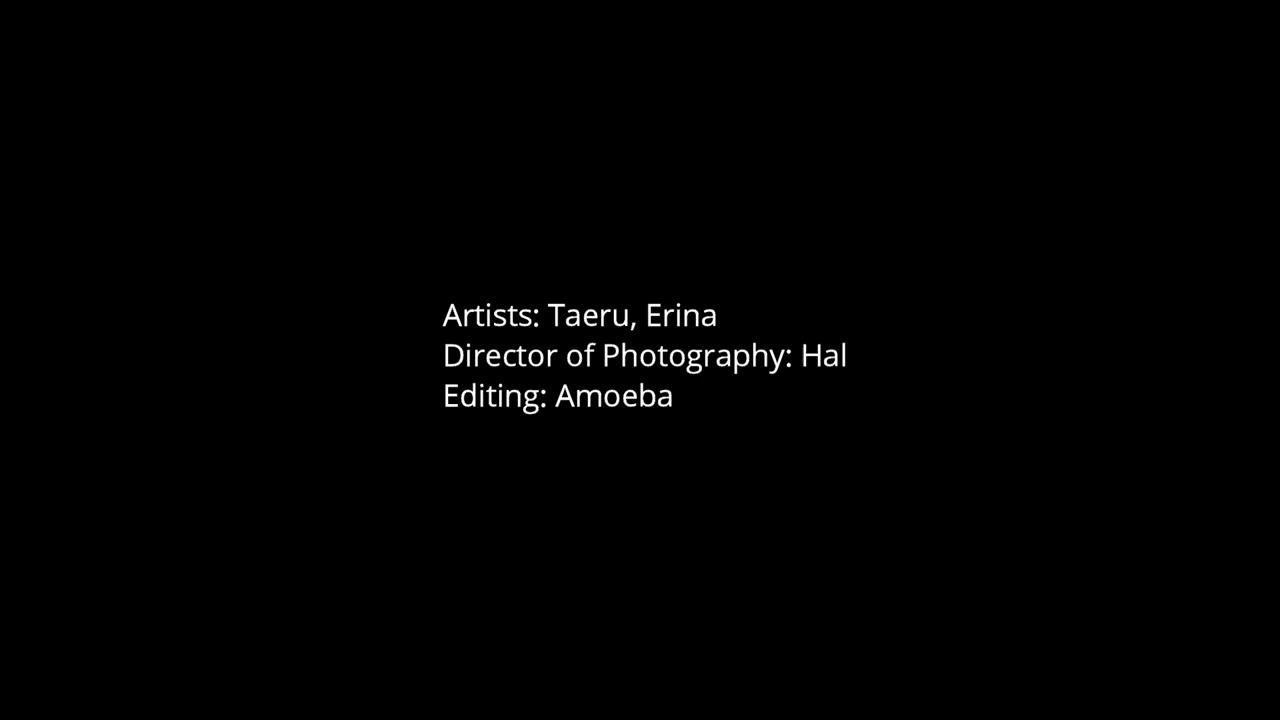 Artists: Taeru, Erina
Director of Photography: Hal
Editing: Amoeba